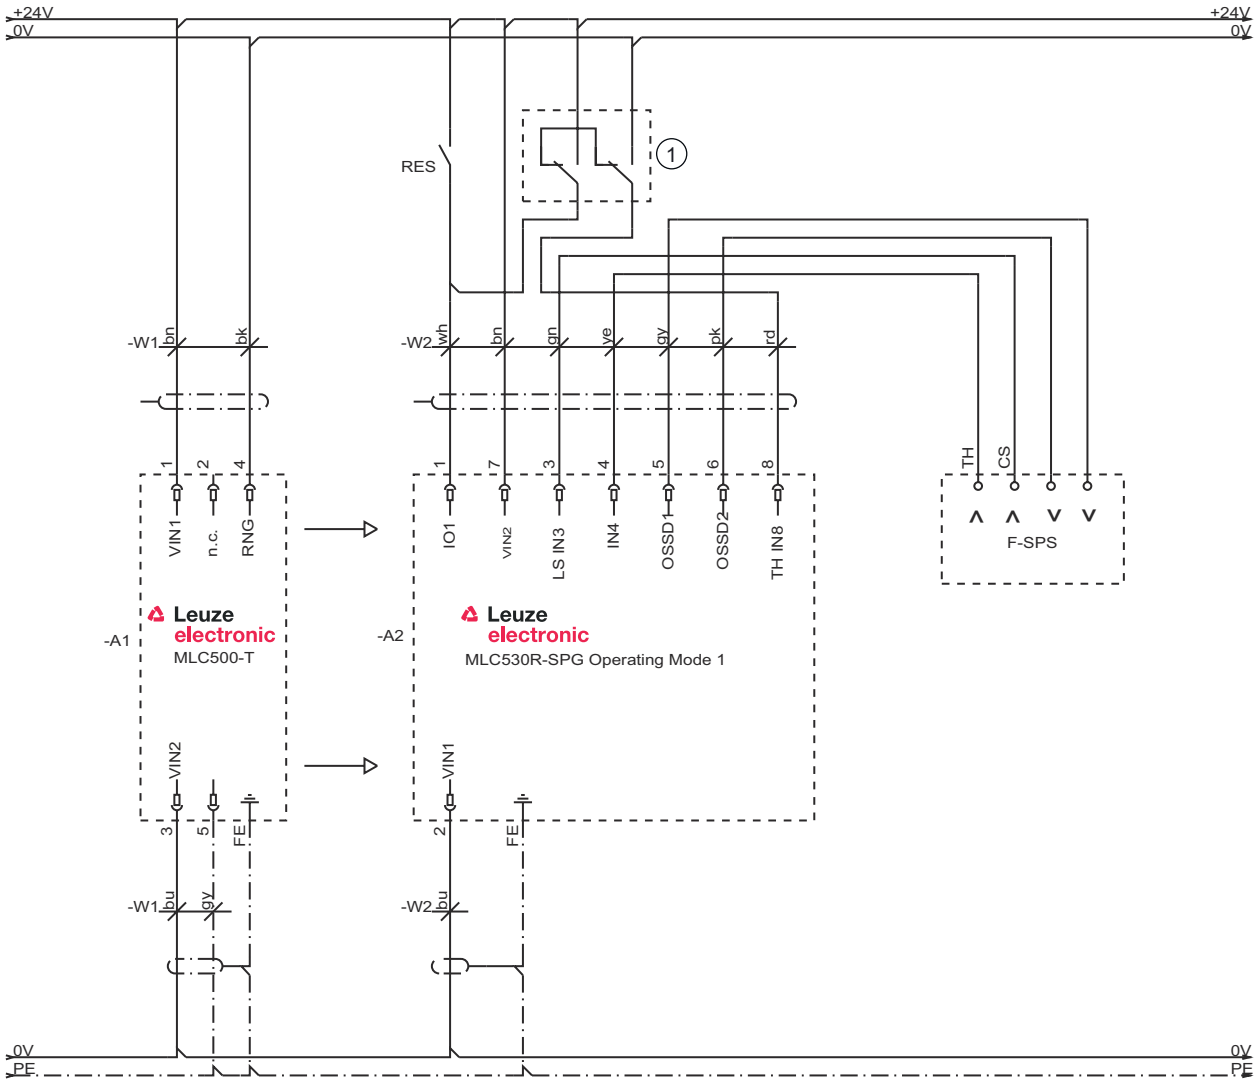 +24V
+24V
0V
0V
RES
1
-W1
bn
bk
-W2
wh
bn
gn
ye
gy
pk
rd
1
2
4
1
7
3
4
5
6
8
TH
CS
VIN1
n.c.
RNG
IO1
VIN2
LS IN3
IN4
OSSD1
OSSD2
TH IN8
F-SPS
Leuze
electronic
MLC500-T
-A1
Leuze
electronic
MLC530R-SPG Operating Mode 1
-A2
VIN2
VIN1
3
5
FE
2
FE
-W1
bu
gy
-W2
bu
0V
0V
PE
PE